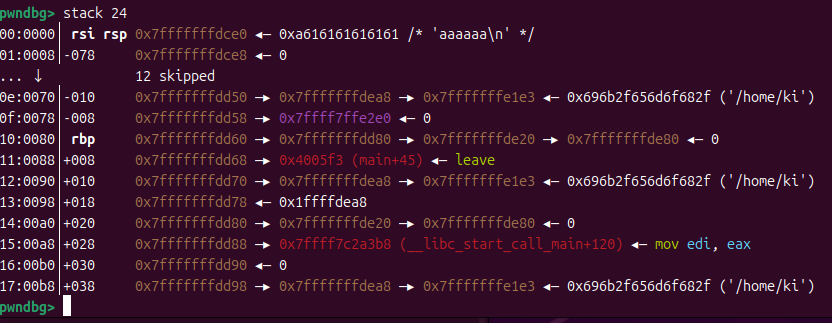 pwndbg> stack 24
00:0000│ rsi rsp 0x7fffffffdce0 ◂— 0xa616161616161 /* 'aaaaaa\n' */
01:0008│-078     0x7fffffffdce8 ◂— 0
... ↓            12 skipped
0e:0070│-010     0x7fffffffdd50 —▸ 0x7fffffffdea8 —▸ 0x7fffffffe1e3 ◂— 0x696b2f656d6f682f ('/home/ki')
0f:0078│-008     0x7fffffffdd58 —▸ 0x7ffff7ffe2e0 ◂— 0
10:0080│ rbp     0x7fffffffdd60 —▸ 0x7fffffffdd80 —▸ 0x7fffffffde20 —▸ 0x7fffffffde80 ◂— 0
11:0088│+008     0x7fffffffdd68 —▸ 0x4005f3 (main+45) ◂— leave
12:0090│+010     0x7fffffffdd70 —▸ 0x7fffffffdea8 —▸ 0x7fffffffe1e3 ◂— 0x696b2f656d6f682f ('/home/ki')
13:0098│+018     0x7fffffffdd78 ◂— 0x1ffffdea8
14:00a0│+020     0x7fffffffdd80 —▸ 0x7fffffffde20 —▸ 0x7fffffffde80 ◂— 0
15:00a8│+028     0x7fffffffdd88 —▸ 0x7ffff7c2a3b8 (__libc_start_call_main+120) ◂— mov edi, eax
16:00b0│+030     0x7fffffffdd90 ◂— 0
17:00b8│+038     0x7fffffffdd98 —▸ 0x7fffffffdea8 —▸ 0x7fffffffe1e3 ◂— 0x696b2f656d6f682f ('/home/ki')
pwndbg>